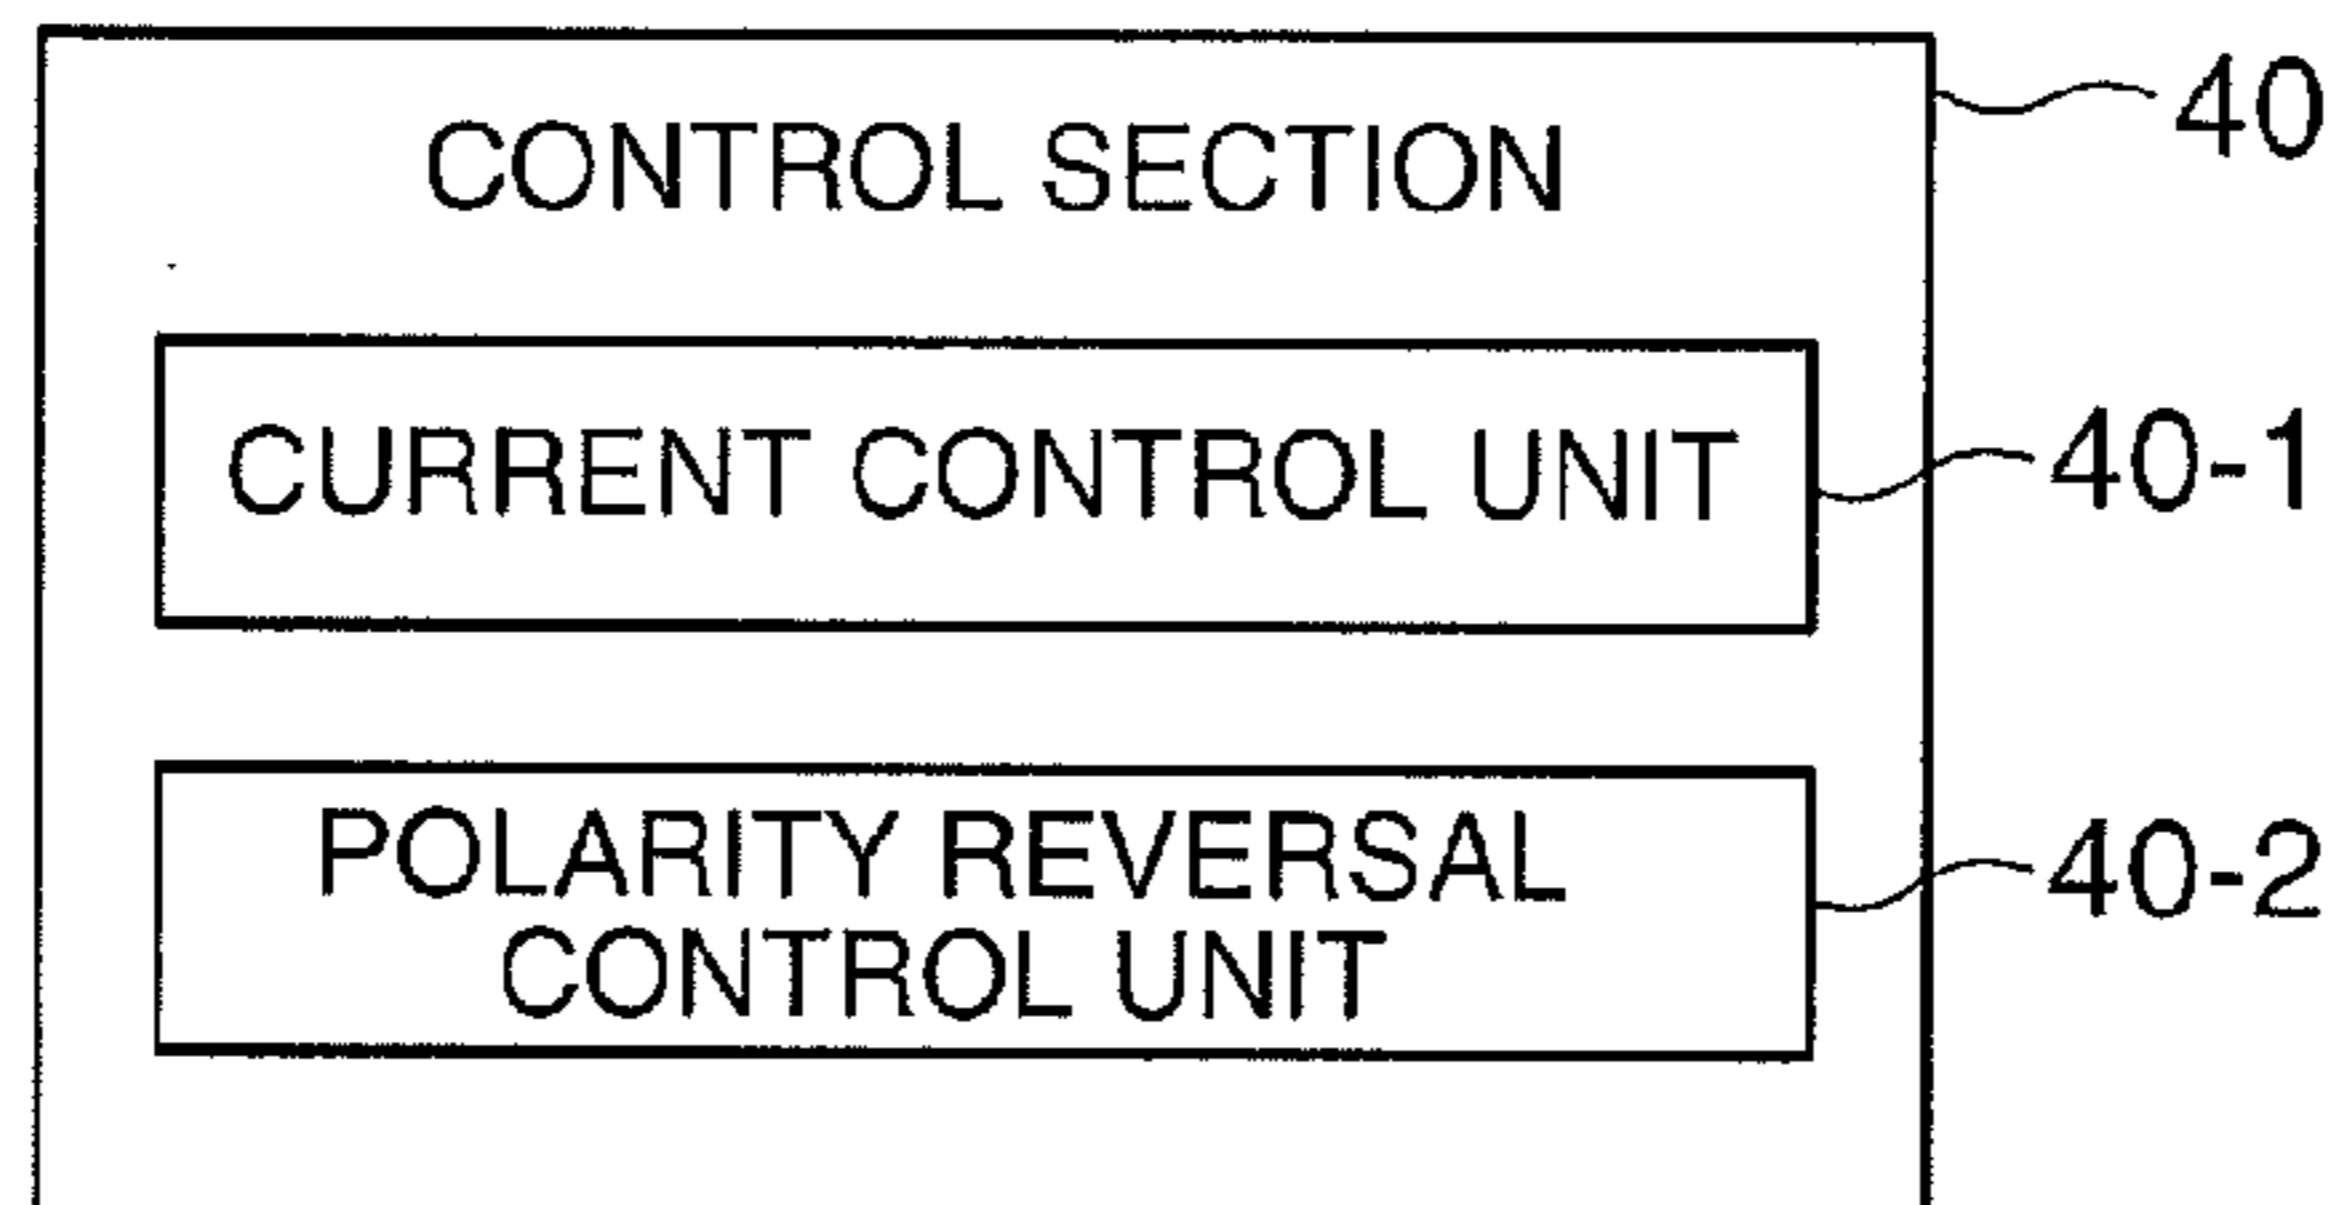 CONTROL SECTION
40
CURRENT CONTROL UNIT
40-1
POLARITY REVERSAL
CONTROL UNIT
40-2